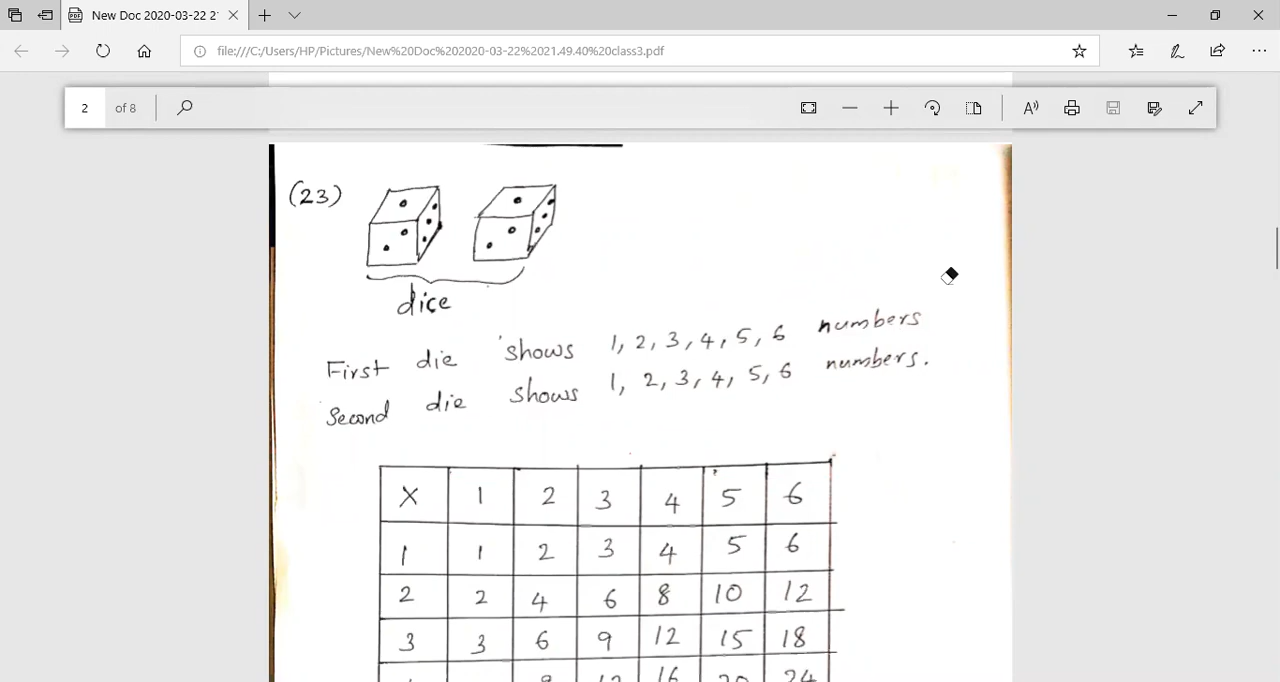 New Doc 2020-03-22 2
file:///C:/Users/HP/Pictures/New%20Doc%202020-03-22%2021.49.40%20class3.pdf
2 of 8
(23)
dice
First die shows 1, 2, 3, 4, 5, 6 numbers
Second die shows 1, 2, 3, 4, 5, 6 numbers.
X 1 2 3 4 5 6
1 1 2 3 4 5 6
2 2 4 6 8 10 12
3 3 6 9 12 15 18
16 24